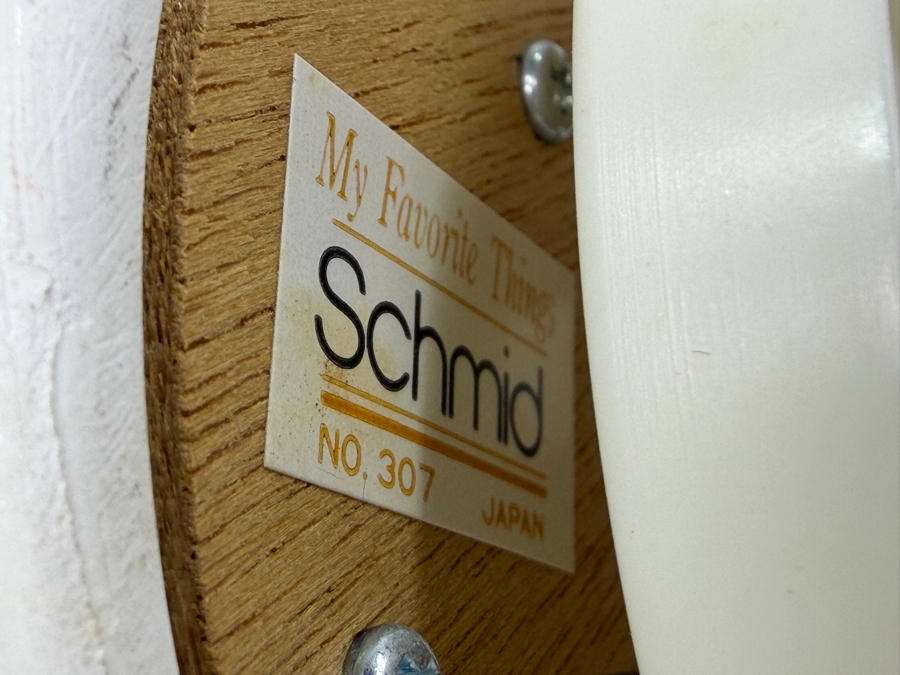 My Favorite Things
Schmid
NO. 307
JAPAN